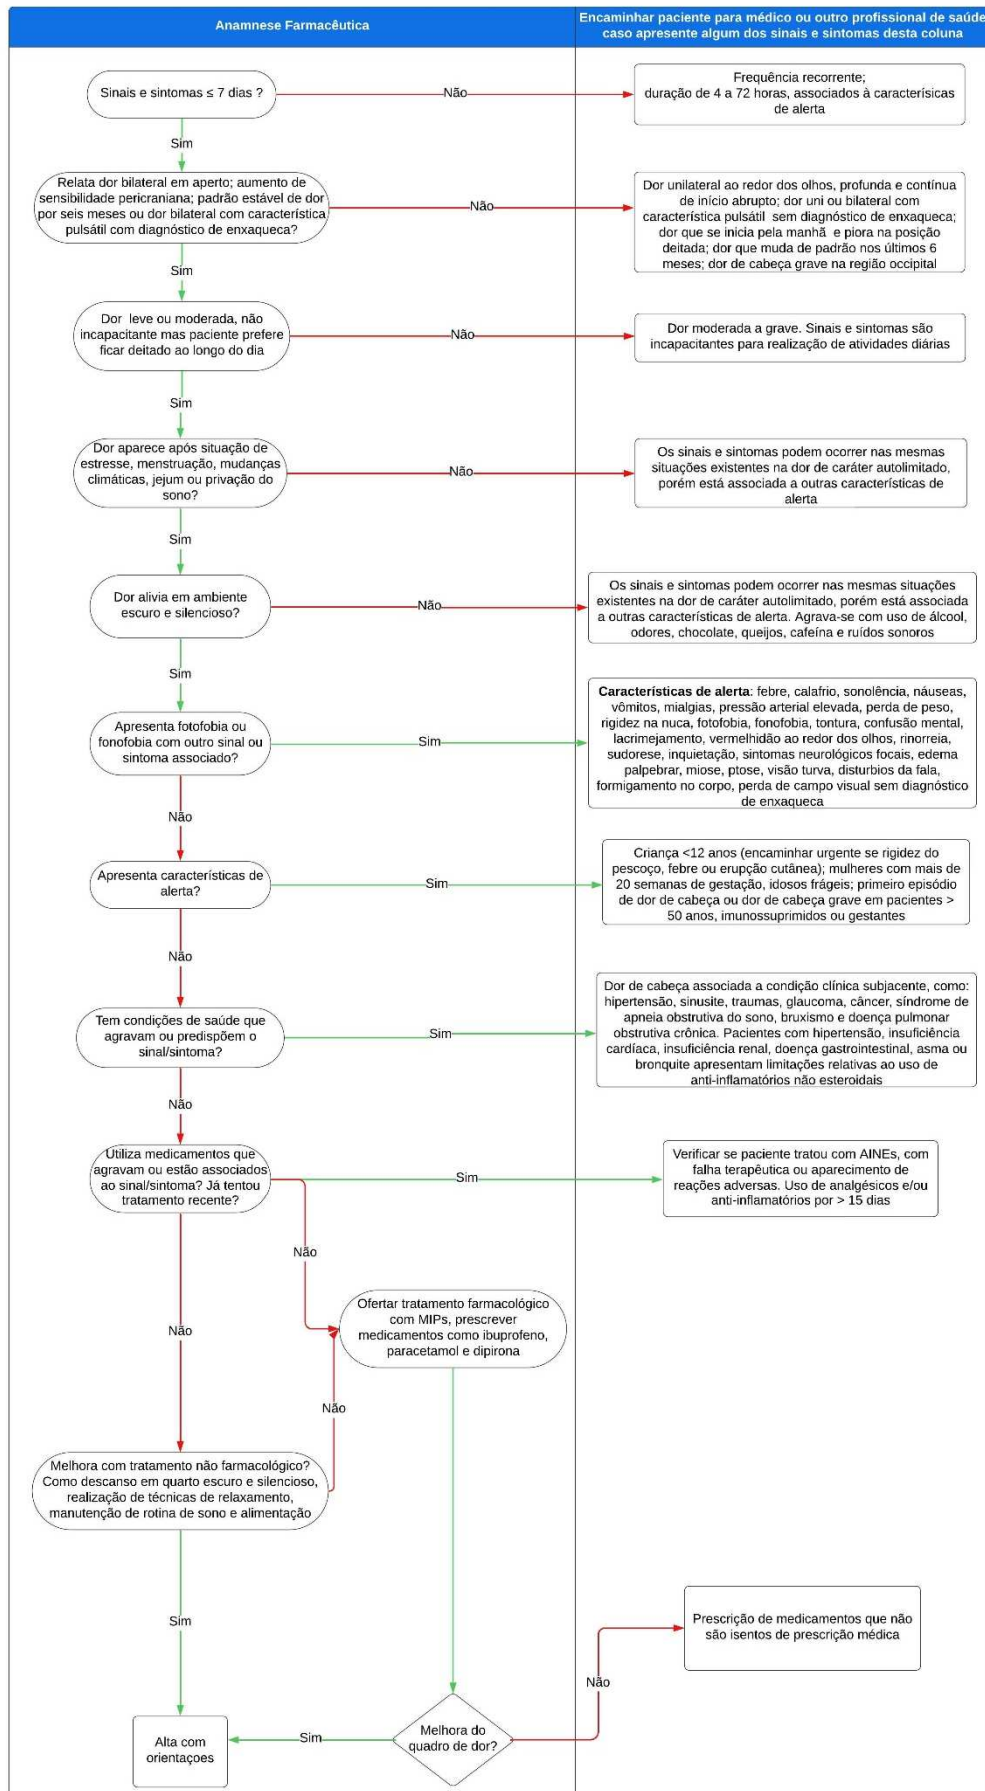 Anamnese Farmacêutica
Encaminhar paciente para médico ou outro profissional de saúde
caso apresente algum dos sinais e sintomas desta coluna
Sinais e sintomas ≤ 7 dias ?
Não
Frequência recorrente;
duração de 4 a 72 horas, associados à caracterísicas
de alerta
Sim
Relata dor bilateral em aperto; aumento de
sensibilidade pericraniana; padrão estável de dor
por seis meses ou dor bilateral com característica
pulsátil com diagnóstico de enxaqueca?
Não
Dor unilateral ao redor dos olhos, profunda e contínua
de início abrupto; dor uni ou bilateral com
característica pulsátil sem diagnóstico de enxaqueca;
dor que se inicia pela manhã e piora na posição
deitada; dor que muda de padrão nos últimos 6
meses; dor de cabeça grave na região occipital
Sim
Dor leve ou moderada, não
incapacitante mas paciente prefere
ficar deitado ao longo do dia
Não
Dor moderada a grave. Sinais e sintomas são
incapacitantes para realização de atividades diárias
Sim
Dor aparece após situação de
estresse, menstruação, mudanças
climáticas, jejum ou privação do
sono?
Não
Os sinais e sintomas podem ocorrer nas mesmas
situações existentes na dor de caráter autolimitado,
porém está associada a outras características de
alerta
Sim
Dor alivia em ambiente
escuro e silencioso?
Não
Os sinais e sintomas podem ocorrer nas mesmas situações
existentes na dor de caráter autolimitado, porém está associada
a outras características de alerta. Agrava-se com uso de álcool,
odores, chocolate, queijos, cafeína e ruídos sonoros
Sim
Apresenta fotofobia ou
fonofobia com outro sinal ou
sintoma associado?
Sim
Características de alerta: febre, calafrio, sonolência, náuseas,
vômitos, mialgias, pressão arterial elevada, perda de peso,
rigidez na nuca, fotofobia, fonofobia, tontura, confusão mental,
lacrimejamento, vermelhidão ao redor dos olhos, rinorreia,
sudorese, inquietação, sintomas neurológicos focais, edema
palpebrar, miose, ptose, visão turva, disturbios da fala,
formigamento no corpo, perda de campo visual sem diagnóstico
de enxaqueca
Não
Apresenta características de
alerta?
Sim
Criança <12 anos (encaminhar urgente se rigidez do
pescoço, febre ou erupção cutânea); mulheres com mais de
20 semanas de gestação, idosos frágeis; primeiro episódio
de dor de cabeça ou dor de cabeça grave em pacientes >
50 anos, imunossuprimidos ou gestantes
Não
Tem condições de saúde que
agravam ou predispõem o
sinal/sintoma?
Sim
Dor de cabeça associada a condição clínica subjacente, como:
hipertensão, sinusite, traumas, glaucoma, câncer, síndrome de
apneia obstrutiva do sono, bruxismo e doença pulmonar
obstrutiva crônica. Pacientes com hipertensão, insuficiência
cardíaca, insuficiência renal, doença gastrointestinal, asma ou
bronquite apresentam limitações relativas ao uso de
anti-inflamatórios não esteroidais
Não
Utiliza medicamentos que
agravam ou estão associados
ao sinal/sintoma? Já tentou
tratamento recente?
Sim
Verificar se paciente tratou com AINEs, com
falha terapêutica ou aparecimento de
reações adversas. Uso de analgésicos e/ou
anti-inflamatórios por > 15 dias
Não
Ofertar tratamento farmacológico
com MIPs, prescrever
medicamentos como ibuprofeno,
paracetamol e dipirona
Não
Não
Melhora com tratamento não farmacológico?
Como descanso em quarto escuro e silencioso,
realização de técnicas de relaxamento,
manutenção de rotina de sono e alimentação
Sim
Prescrição de medicamentos que não
são isentos de prescrição médica
Não
Melhora do
quadro de dor?
Sim
Alta com
orientaçoes